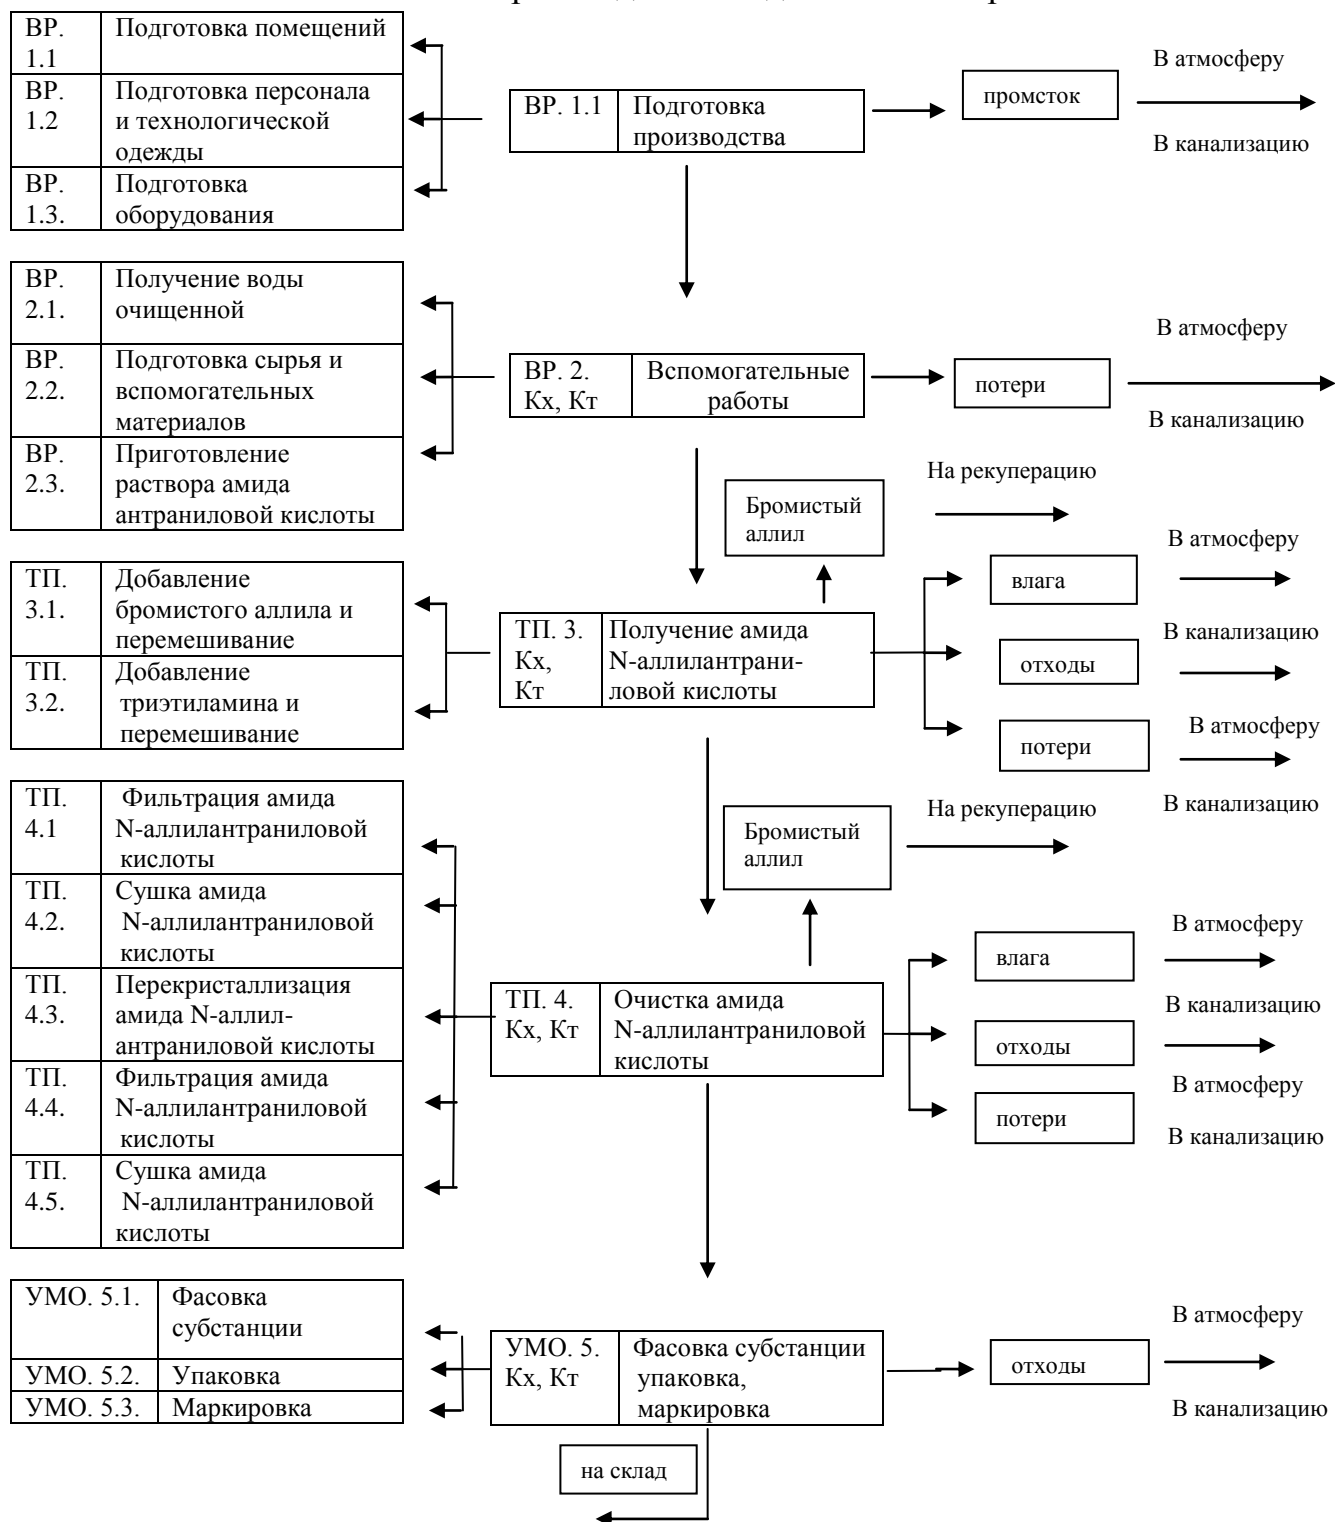 ВР. 1.1 Подготовка помещений
ВР. 1.2 Подготовка персонала
и технологической
одежды
ВР. 1.3. Подготовка
оборудования
ВР. 1.1 Подготовка
производства
промсток
В атмосферу
В канализацию
ВР. 2.1. Получение воды
очищенной
ВР. 2.2. Подготовка сырья и
вспомогательных
материалов
ВР. 2.3. Приготовление
раствора амида
антраниловой кислоты
ВР. 2. Вспомогательные
Кх, Кт работы
потери
В атмосферу
В канализацию
Бромистый
аллил
На рекуперацию
ТП. 3.1. Добавление
бромистого аллила и
перемешивание
ТП. 3.2. Добавление
триэтиламина и
перемешивание
ТП. 3. Получение амида
Кх, N-аллилантрани-
Кт ловой кислоты
влага
В атмосферу
В канализацию
отходы
потери
В атмосферу
В канализацию
Бромистый
аллил
На рекуперацию
ТП. 4.1 Фильтрация амида
N-аллилантраниловой
кислоты
ТП. 4.2. Сушка амида
N-аллилантраниловой
кислоты
ТП. 4.3. Перекристаллизация
амида N-аллил-
антраниловой кислоты
ТП. 4.4. Фильтрация амида
N-аллилантраниловой
кислоты
ТП. 4.5. Сушка амида
N-аллилантраниловой
кислоты
ТП. 4. Очистка амида
Кх, Кт N-аллилантраниловой
кислоты
влага
В атмосферу
В канализацию
отходы
В атмосферу
потери
В канализацию
УМО. 5.1. Фасовка
субстанции
УМО. 5.2. Упаковка
УМО. 5.3. Маркировка
УМО. 5. Фасовка субстанции
Кх, Кт упаковка,
маркировка
отходы
В атмосферу
В канализацию
на склад